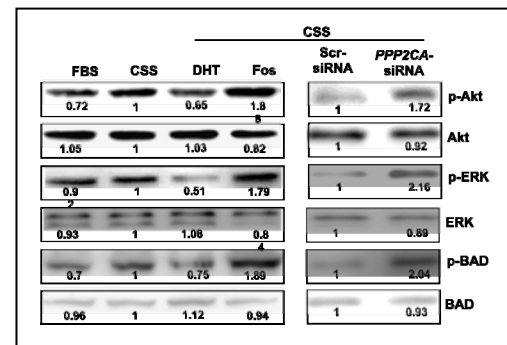 CSS
FBS CSS DHT Fos Scr-siRNA PPP2CA-siRNA
0.72 1 0.65 1.8 8 1 1.72 p-Akt
1.05 1 1.03 0.82 1 0.92 Akt
0.9 2 1 0.51 1.79 1 2.16 p-ERK
0.93 1 1.08 0.8 4 1 0.89 ERK
0.7 1 0.75 1.89 1 2.04 p-BAD
0.96 1 1.12 0.94 1 0.93 BAD